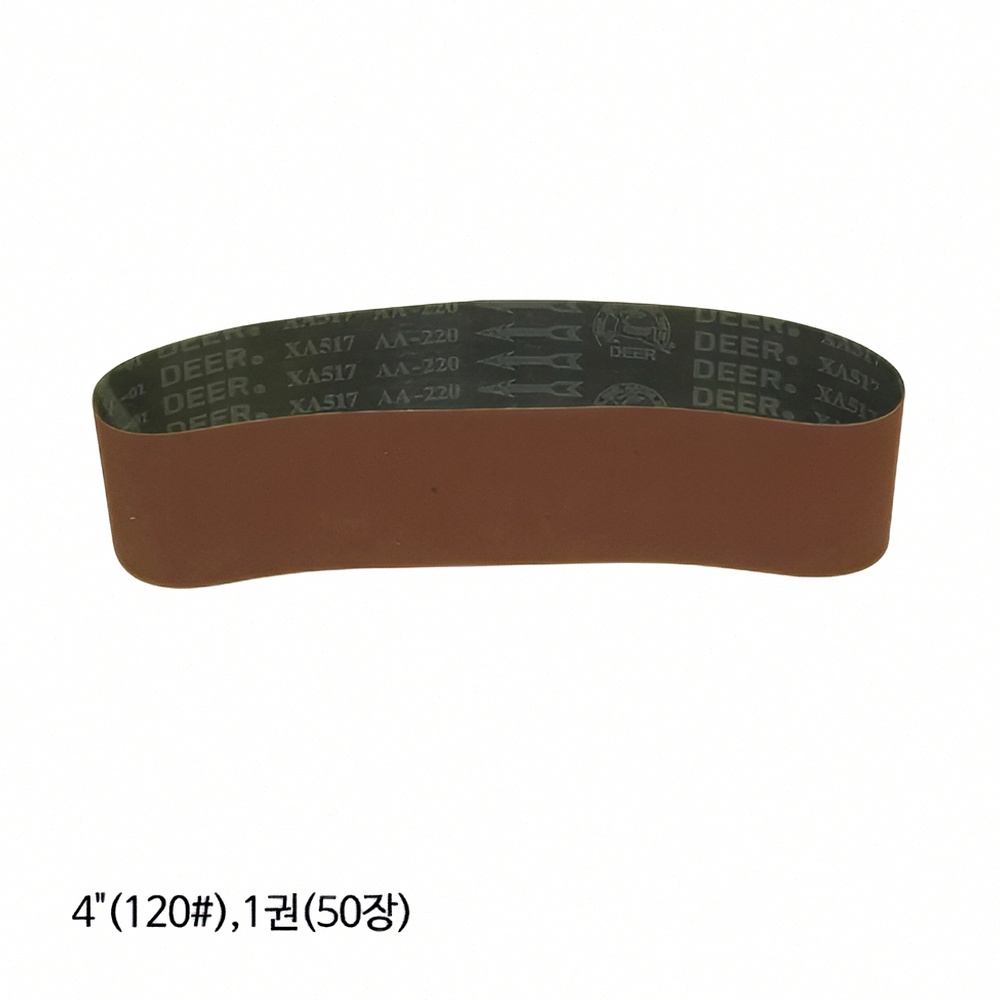 XA517 AA-220 DEER.
DEER. XA517 AA-220 DEER. XA517
DEER. XA517 AA-220 DEER DEER. XA517
DEER.
4"(120#),1권(50장)